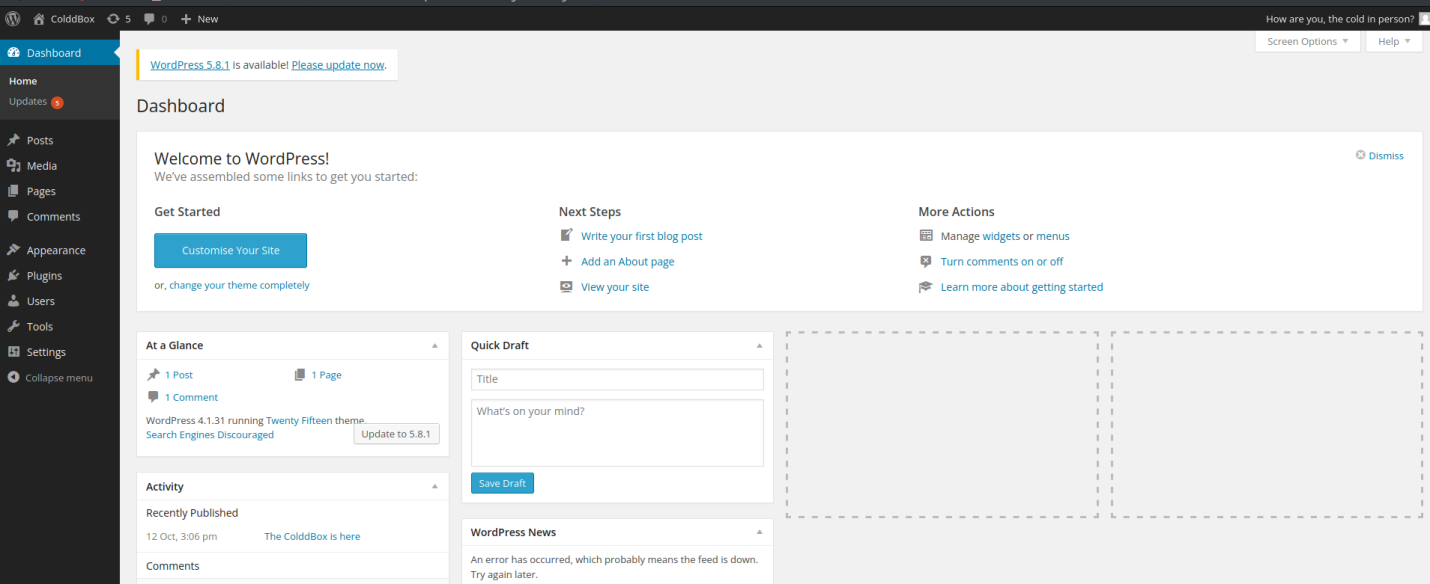 ColddBox 5 0 New How are you, the cold in person?
Dashboard
Home
Updates 5
Posts
Media
Pages
Comments
Appearance
Plugins
Users
Tools
Settings
Collapse menu
Screen Options Help
WordPress 5.8.1 is available! Please update now.
Dashboard
Welcome to WordPress!
We've assembled some links to get you started:
Dismiss
Get Started
Customise Your Site
or, change your theme completely
Next Steps
Write your first blog post
Add an About page
View your site
More Actions
Manage widgets or menus
Turn comments on or off
Learn more about getting started
At a Glance
1 Post 1 Page
1 Comment
WordPress 4.1.31 running Twenty Fifteen theme.
Search Engines Discouraged
Update to 5.8.1
Activity
Recently Published
12 Oct, 3:06 pm The ColddBox is here
Comments
Quick Draft
Title
What's on your mind?
Save Draft
WordPress News
An error has occurred, which probably means the feed is down.
Try again later.